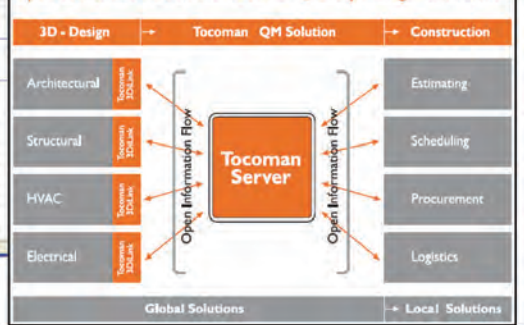 3D - Design
Tocoman QM Solution
Construction
Architectural
Tocoman
3DLink
Structural
Tocoman
3DLink
HVAC
Tocoman
3DLink
Electrical
Tocoman
3DLink
Open Information Flow
Tocoman
Server
Open Information Flow
Estimating
Scheduling
Procurement
Logistics
Global Solutions
Local Solutions